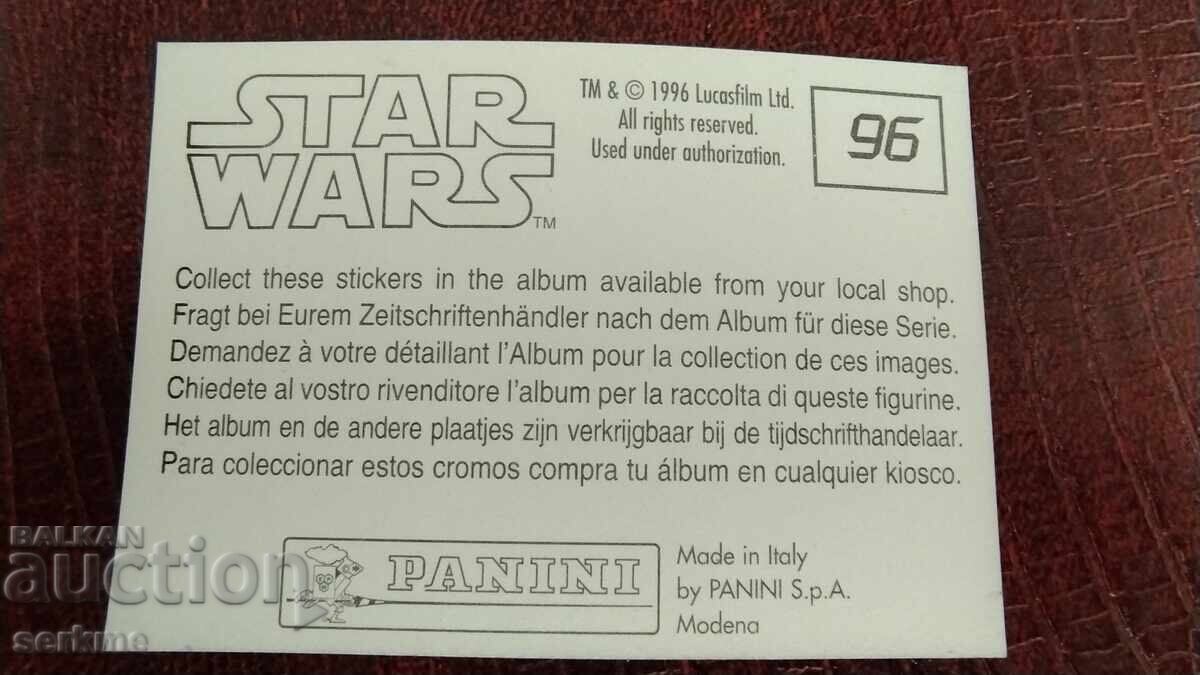 STAR
WARS
TM
TM & © 1996 Lucasfilm Ltd.
All rights reserved.
Used under authorization.
96
Collect these stickers in the album available from your local shop.
Fragt bei Eurem Zeitschriftenhändler nach dem Album für diese Serie.
Demandez à votre détaillant l'Album pour la collection de ces images.
Chiedete al vostro rivenditore l'album per la raccolta di queste figurine.
Het album en de andere plaatjes zijn verkrijgbaar bij de tijdschrifthandelaar.
Para coleccionar estos cromos compra tu álbum en cualquier kiosco.
PANINI
Made in Italy
by PANINI S.p.A.
Modena
BALKAN
auction
serkme